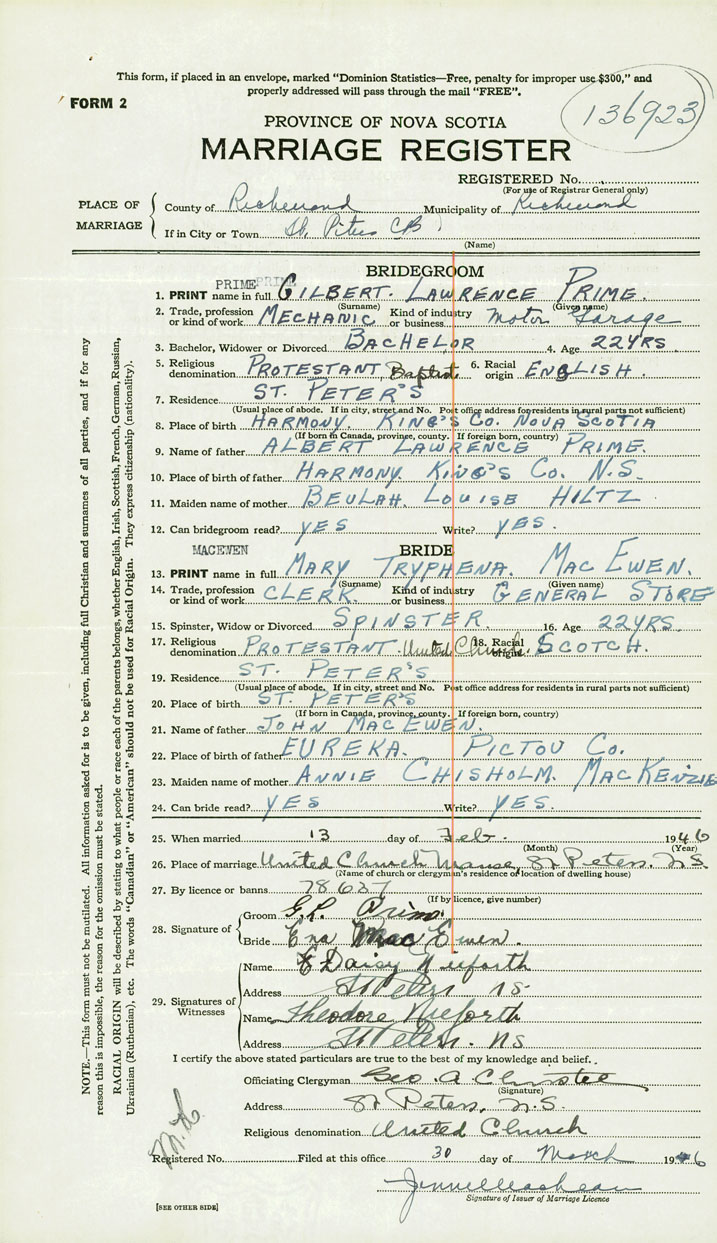 This form, if placed in an envelope, marked "Dominion Statistics—Free, penalty for improper use $300," and
properly addressed will pass through the mail "FREE".
FORM 2
136923
PROVINCE OF NOVA SCOTIA
MARRIAGE REGISTER
REGISTERED No.
(For use of Registrar General only)
PLACE OF MARRIAGE
County of Richmond Municipality of Richmond
If in City or Town St. Peters CB
(Name)
BRIDEGROOM
PRIME PRIME
1. PRINT name in full GILBERT. LAWRENCE PRIME.
(Surname) (Given name)
2. Trade, profession or kind of work MECHANIC Kind of industry or business Motor Garage
3. Bachelor, Widower or Divorced BACHELOR 4. Age 22YRS
5. Religious denomination PROTESTANT Baptist 6. Racial origin ENGLISH.
7. Residence ST. PETER'S
(Usual place of abode. If in city, street and No. Post office address for residents in rural parts not sufficient)
8. Place of birth HARMONY. KING'S CO. NOVA SCOTIA
(If born in Canada, province, county. If foreign born, country)
9. Name of father ALBERT LAWRENCE PRIME.
10. Place of birth of father HARMONY. KING'S CO. N.S.
11. Maiden name of mother BEULAH. LOUISE HILTZ
12. Can bridegroom read? YES Write? YES.
MACEWEN
BRIDE
13. PRINT name in full MARY TRYPHENA. MAC EWEN.
(Surname) (Given name)
14. Trade, profession or kind of work CLERK. Kind of industry or business GENERAL STORE
15. Spinster, Widow or Divorced SPINSTER. 16. Age 22YRS.
17. Religious denomination PROTESTANT United Church. 18. Racial origin SCOTCH.
19. Residence ST. PETER'S
(Usual place of abode. If in city, street and No. Post office address for residents in rural parts not sufficient)
20. Place of birth ST. PETER'S
(If born in Canada, province, county. If foreign born, country)
21. Name of father JOHN MAC EWEN.
22. Place of birth of father EUREKA. PICTOU CO.
23. Maiden name of mother ANNIE CHISHOLM. MACKENZIE
24. Can bride read? YES Write? YES.
25. When married 13 day of Feb. 1946
(Month) (Year)
26. Place of marriage United Church Manse, St Peters, N.S.
(Name of church or clergyman's residence or location of dwelling house)
27. By licence or banns 78637
(If by licence, give number)
28. Signature of
Groom G.L. Prime.
Bride Ena Mac Ewen.
29. Signatures of Witnesses
Name E Daisy Nieforth
Address St Peters NS
Name Theodore Nieforth
Address St Peters. NS
I certify the above stated particulars are true to the best of my knowledge and belief.
Officiating Clergyman Geo. A. Christie
(Signature)
Address St Peters, N.S.
Religious denomination United Church
Registered No. Filed at this office 30 day of March 1946
Signature of Issuer of Marriage Licence
[SEE OTHER SIDE]
NOTE.—This form must not be mutilated. All information asked for is to be given, including full Christian and surnames of all parties, and if for any
reason this is impossible, the reason for the omission must be stated.
RACIAL ORIGIN will be described by stating to what people or race each of the parents belongs, whether English, Irish, Scottish, French, German, Russian,
Ukrainian (Ruthenian), etc. The words "Canadian" or "American" should not be used for Racial Origin. They express citizenship (nationality).